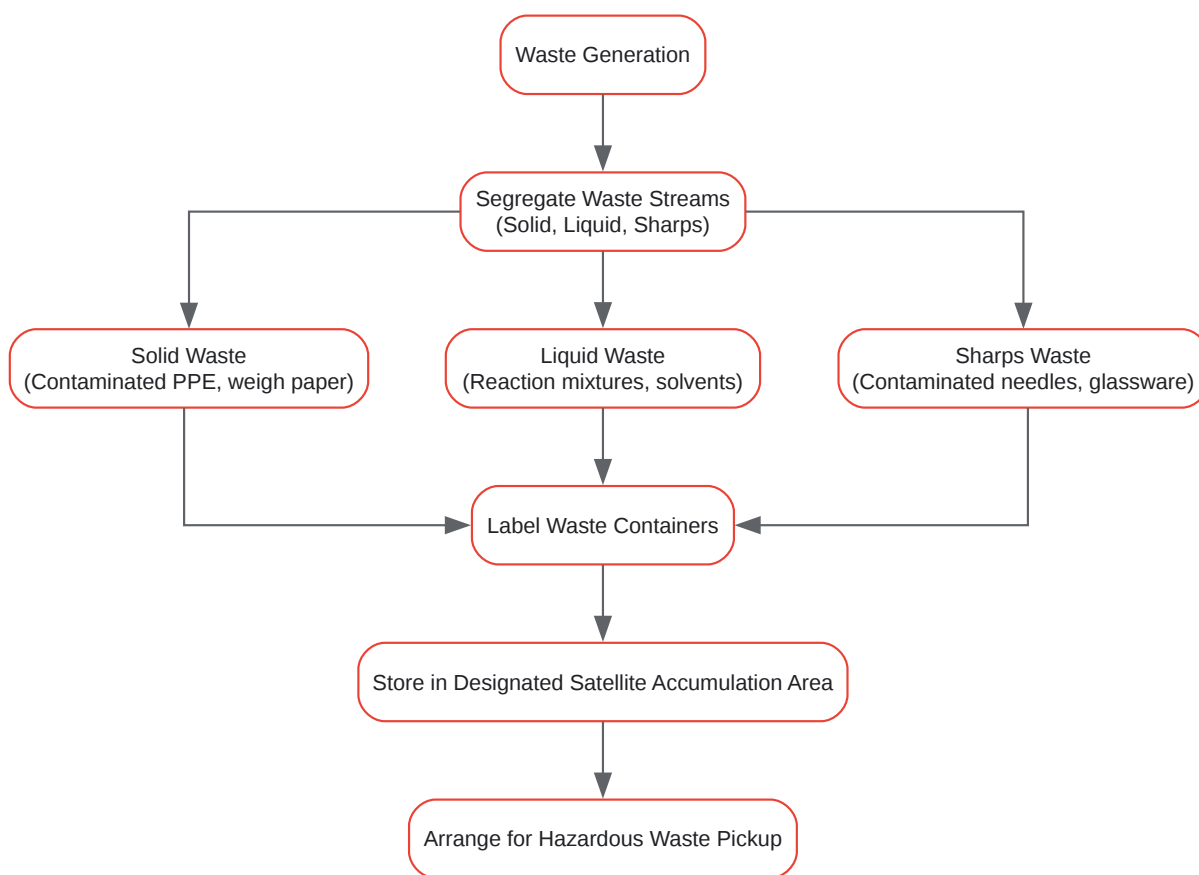 Waste Generation
Segregate Waste Streams
(Solid, Liquid, Sharps)
Solid Waste
(Contaminated PPE, weigh paper)
Liquid Waste
(Reaction mixtures, solvents)
Sharps Waste
(Contaminated needles, glassware)
Label Waste Containers
Store in Designated Satellite Accumulation Area
Arrange for Hazardous Waste Pickup